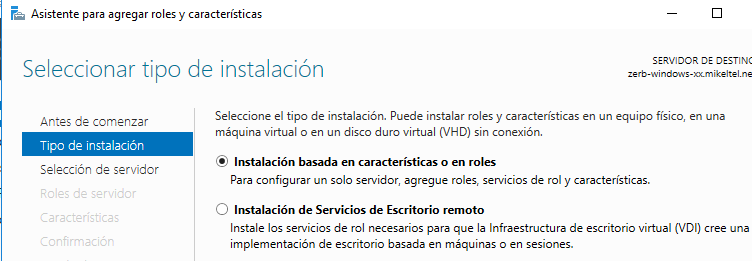 Asistente para agregar roles y características
Seleccionar tipo de instalación
SERVIDOR DE DESTINO
zerb-windows-xx.mikeltel.ne
Antes de comenzar
Tipo de instalación
Selección de servidor
Roles de servidor
Características
Confirmación
Seleccione el tipo de instalación. Puede instalar roles y características en un equipo físico, en una
máquina virtual o en un disco duro virtual (VHD) sin conexión.
Instalación basada en características o en roles
Para configurar un solo servidor, agregue roles, servicios de rol y características.
Instalación de Servicios de Escritorio remoto
Instale los servicios de rol necesarios para que la Infraestructura de escritorio virtual (VDI) cree una
implementación de escritorio basada en máquinas o en sesiones.